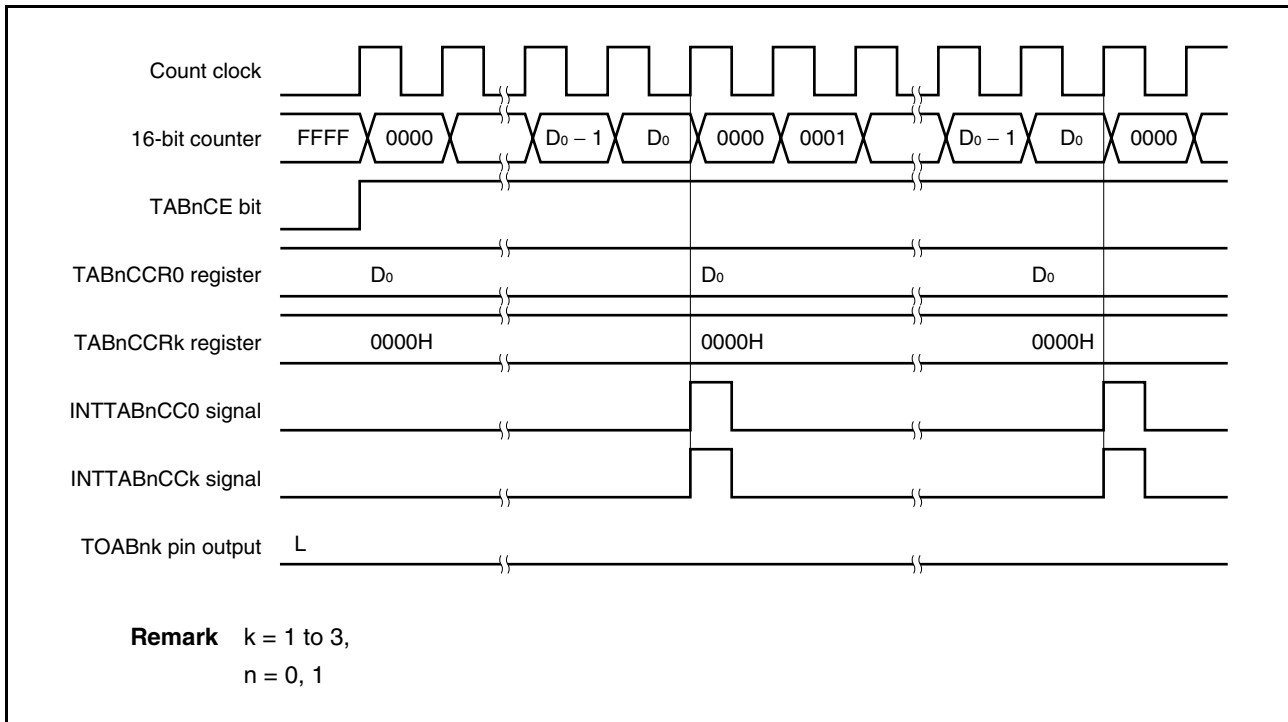 Count clock
16-bit counter FFFF 0000 D₀ − 1 D₀ 0000 0001 D₀ − 1 D₀ 0000
TABnCE bit
TABnCCR0 register D₀ D₀ D₀
TABnCCRk register 0000H 0000H 0000H
INTTABnCC0 signal
INTTABnCCk signal
TOABnk pin output L
Remark k = 1 to 3,
n = 0, 1